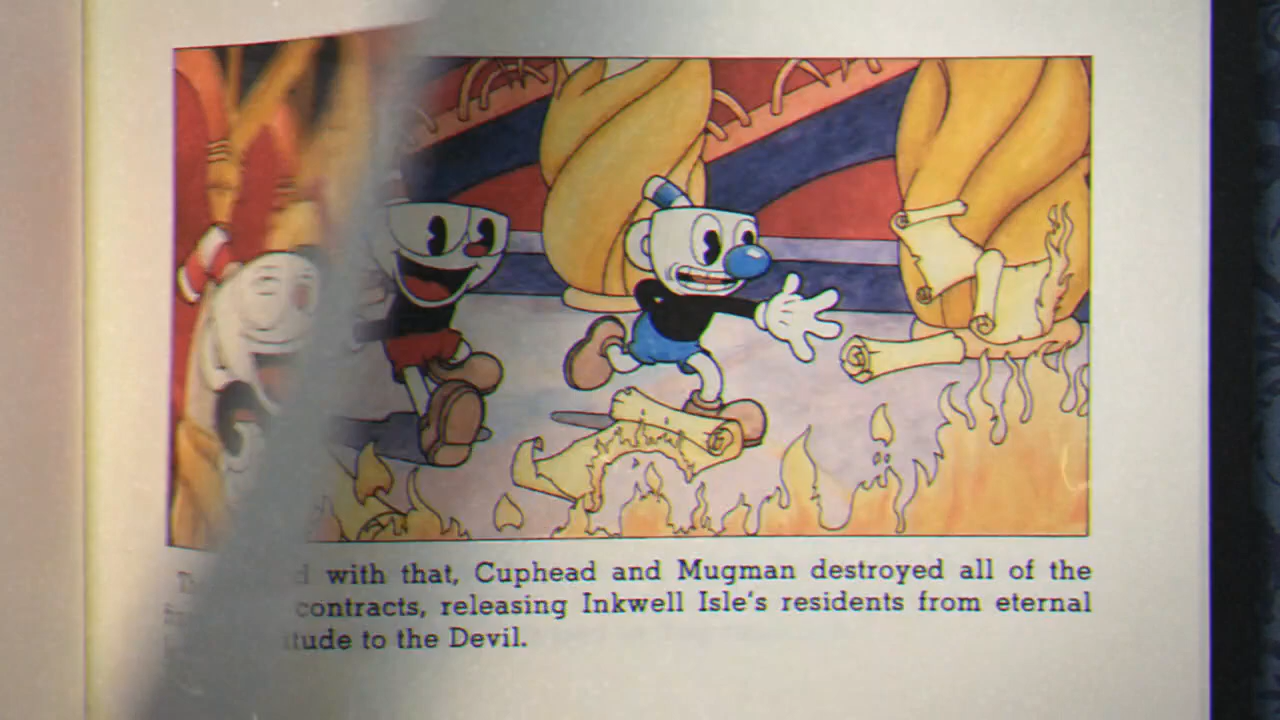 with that, Cuphead and Mugman destroyed all of the
contracts, releasing Inkwell Isle's residents from eternal
to the Devil.